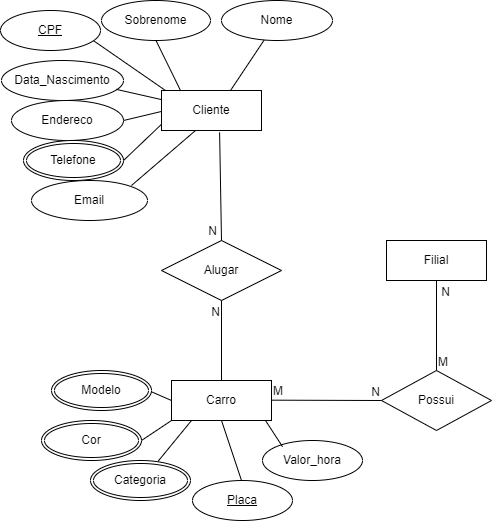 CPF
Sobrenome
Nome
Data_Nascimento
Endereco
Telefone
Email
Cliente
N
Alugar
N
Filial
N
M
Possui
N
M
Carro
Modelo
Cor
Categoria
Placa
Valor_hora